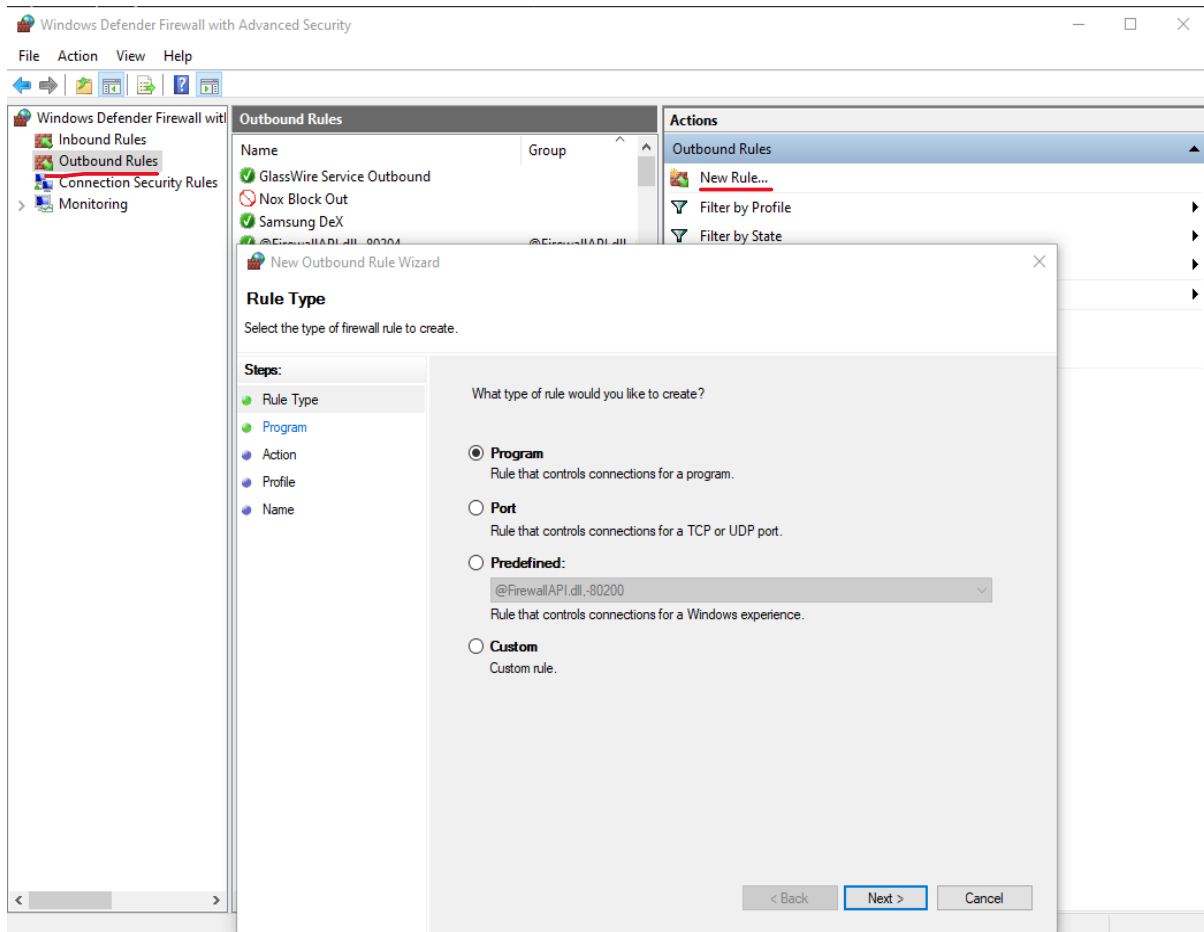 Windows Defender Firewall with Advanced Security
File Action View Help
Windows Defender Firewall witl
Inbound Rules
Outbound Rules
Connection Security Rules
Monitoring
Outbound Rules
Name Group
GlassWire Service Outbound
Nox Block Out
Samsung DeX
@FirewallAPI.dll,-80204 @FirewallAPI.dll
Actions
Outbound Rules
New Rule...
Filter by Profile
Filter by State
New Outbound Rule Wizard
Rule Type
Select the type of firewall rule to create.
Steps:
Rule Type
Program
Action
Profile
Name
What type of rule would you like to create?
Program
Rule that controls connections for a program.
Port
Rule that controls connections for a TCP or UDP port.
Predefined:
@FirewallAPI.dll,-80200
Rule that controls connections for a Windows experience.
Custom
Custom rule.
< Back Next > Cancel